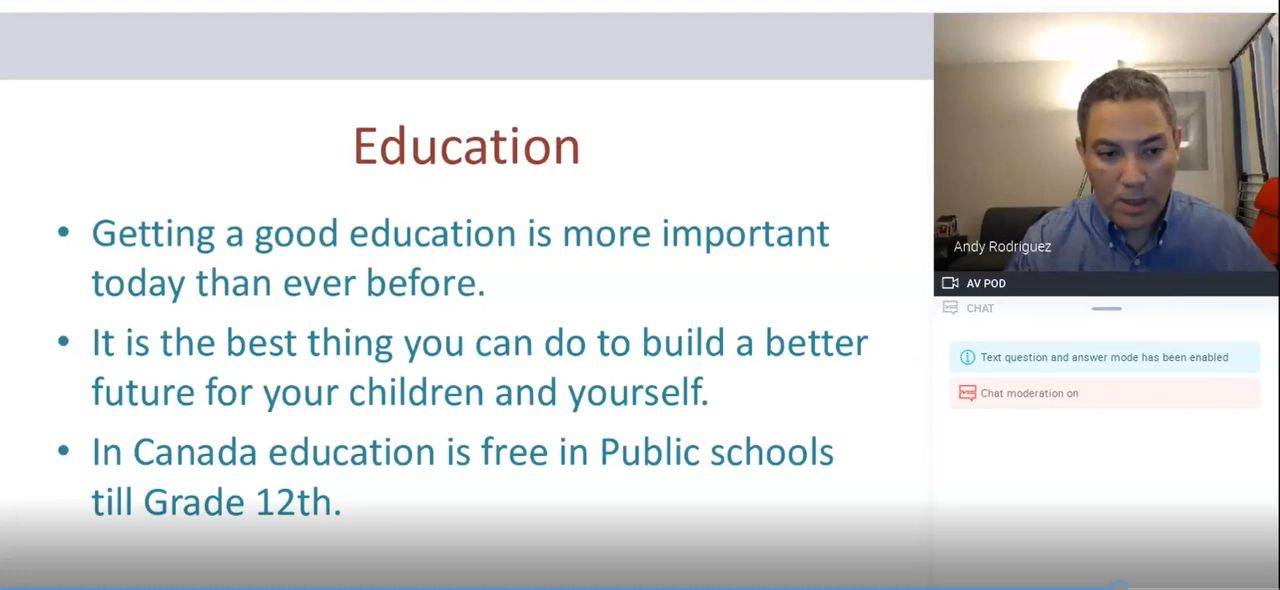 Education
• Getting a good education is more important
today than ever before.
• It is the best thing you can do to build a better
future for your children and yourself.
• In Canada education is free in Public schools
till Grade 12th.
Andy Rodríguez
AV POD
CHAT
Text question and answer mode has been enabled
Chat moderation on